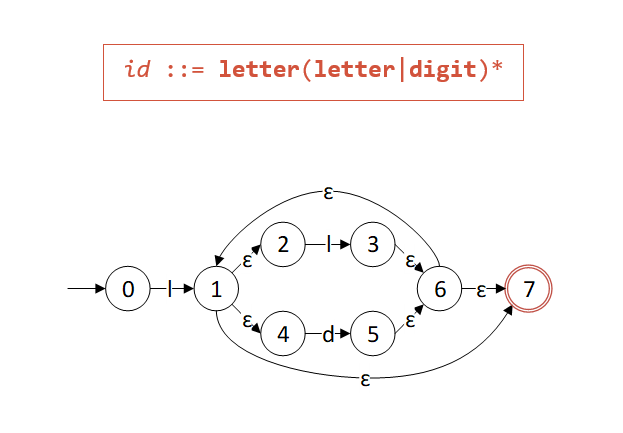 id ::= letter(letter|digit)*
ε
2 l 3
ε ε
0 l 1 6 ε 7
ε ε
4 d 5
ε